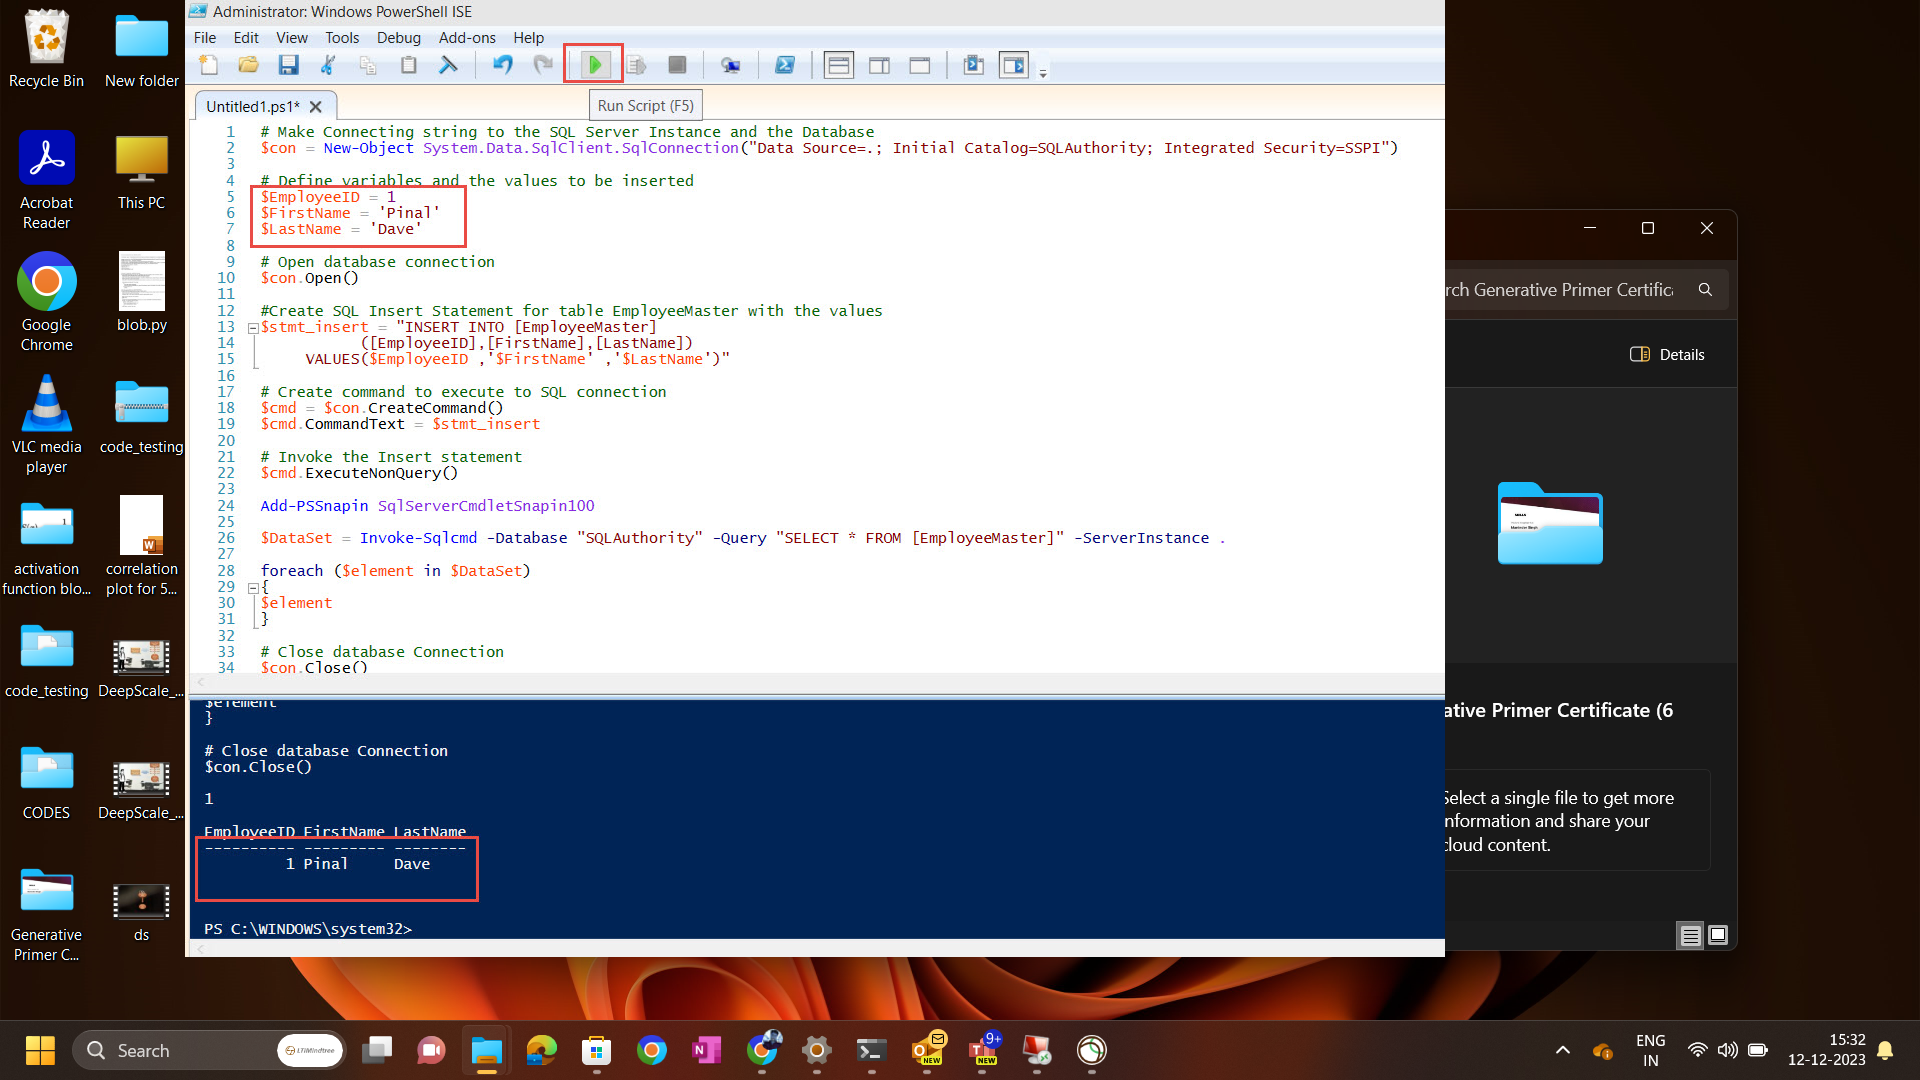 Recycle Bin
New folder
Acrobat
Reader
This PC
Google
Chrome
blob.py
VLC media
player
code_testing
activation
function blo...
correlation
plot for 5...
code_testing
DeepScale_...
CODES
DeepScale_...
Generative
Primer C...
ds
Administrator: Windows PowerShell ISE
File Edit View Tools Debug Add-ons Help
Run Script (F5)
Untitled1.ps1*
1 # Make Connecting string to the SQL Server Instance and the Database
2 $con = New-Object System.Data.SqlClient.SqlConnection("Data Source=.; Initial Catalog=SQLAuthority; Integrated Security=SSPI")
3
4 # Define variables and the values to be inserted
5 $EmployeeID = 1
6 $FirstName = 'Pinal'
7 $LastName = 'Dave'
8
9 # Open database connection
10 $con.Open()
11
12 #Create SQL Insert Statement for table EmployeeMaster with the values
13 $stmt_insert = "INSERT INTO [EmployeeMaster]
14 ([EmployeeID],[FirstName],[LastName])
15 VALUES($EmployeeID ,'$FirstName' ,'$LastName')"
16
17 # Create command to execute to SQL connection
18 $cmd = $con.CreateCommand()
19 $cmd.CommandText = $stmt_insert
20
21 # Invoke the Insert statement
22 $cmd.ExecuteNonQuery()
23
24 Add-PSSnapin SqlServerCmdletSnapin100
25
26 $DataSet = Invoke-Sqlcmd -Database "SQLAuthority" -Query "SELECT * FROM [EmployeeMaster]" -ServerInstance .
27
28 foreach ($element in $DataSet)
29 {
30 $element
31 }
32
33 # Close database Connection
34 $con.Close()
$element
}
# Close database Connection
$con.Close()
1
EmployeeID FirstName LastName
---------- --------- --------
1 Pinal Dave
PS C:\WINDOWS\system32>
rch Generative Primer Certifica
Details
ative Primer Certificate (6
Select a single file to get more
nformation and share your
cloud content.
Search
LTIMindtree
NEW
9+
NEW
ENG
IN
15:32
12-12-2023